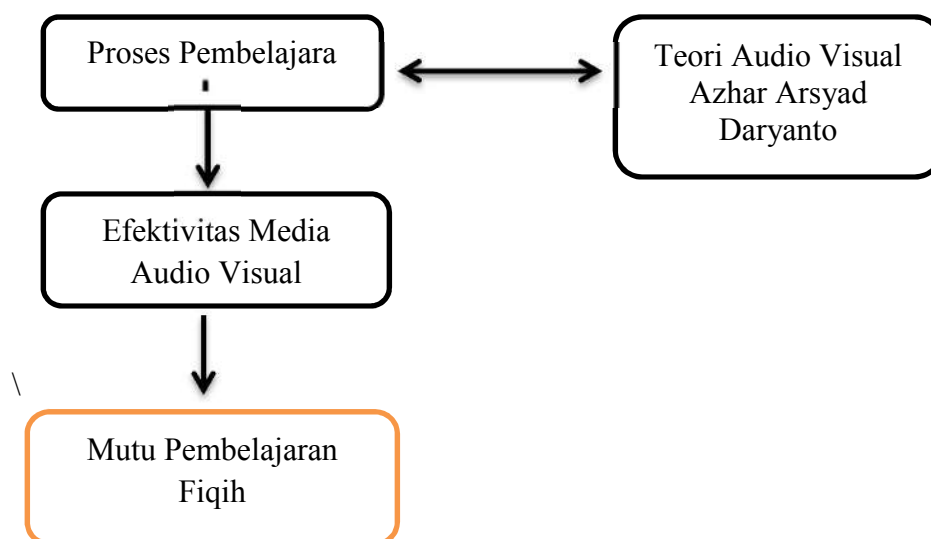 Proses Pembelajara
Teori Audio Visual
Azhar Arsyad
Daryanto
Efektivitas Media
Audio Visual
\
Mutu Pembelajaran
Fiqih